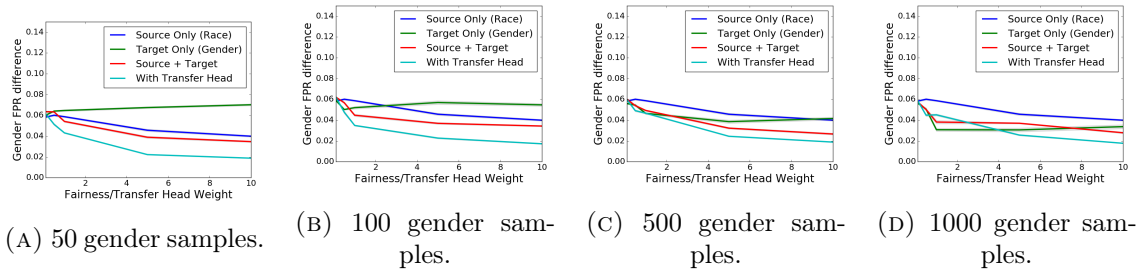 0.14
0.12
0.10
0.08
0.06
0.04
0.02
0.00
Gender FPR difference
Source Only (Race)
Target Only (Gender)
Source + Target
With Transfer Head
2 4 6 8 10
Fairness/Transfer Head Weight
(A) 50 gender samples.
0.14
0.12
0.10
0.08
0.06
0.04
0.02
0.00
Gender FPR difference
Source Only (Race)
Target Only (Gender)
Source + Target
With Transfer Head
2 4 6 8 10
Fairness/Transfer Head Weight
(B) 100 gender sam-
ples.
0.14
0.12
0.10
0.08
0.06
0.04
0.02
0.00
Gender FPR difference
Source Only (Race)
Target Only (Gender)
Source + Target
With Transfer Head
2 4 6 8 10
Fairness/Transfer Head Weight
(C) 500 gender sam-
ples.
0.14
0.12
0.10
0.08
0.06
0.04
0.02
0.00
Gender FPR difference
Source Only (Race)
Target Only (Gender)
Source + Target
With Transfer Head
2 4 6 8 10
Fairness/Transfer Head Weight
(D) 1000 gender sam-
ples.